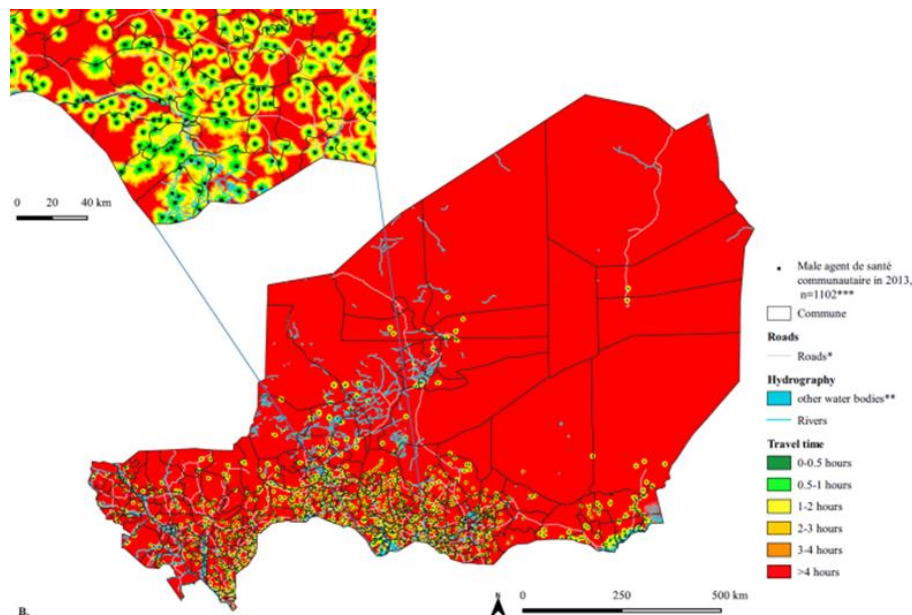 0 20 40 km
Male agent de santé
communautaire in 2013,
n=1102***
Commune
Roads
Roads*
Hydrography
other water bodies**
Rivers
Travel time
0-0.5 hours
0.5-1 hours
1-2 hours
2-3 hours
3-4 hours
>4 hours
B.
N
0 250 500 km